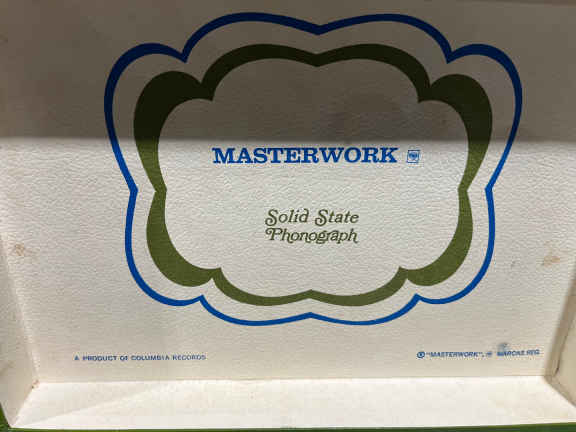 MASTERWORK
Solid State
Phonograph
A PRODUCT OF COLUMBIA RECORDS
© "MASTERWORK", MARCAS REG.